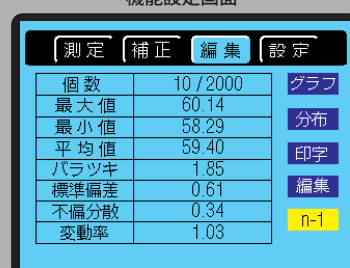 機能設定画面
測定 補正 編集 設定
個数 10/2000 グラフ
最大値 60.14
最小値 58.29 分布
平均値 59.40 印字
バラツキ 1.85
標準偏差 0.61 編集
不偏分散 0.34 n-1
変動率 1.03